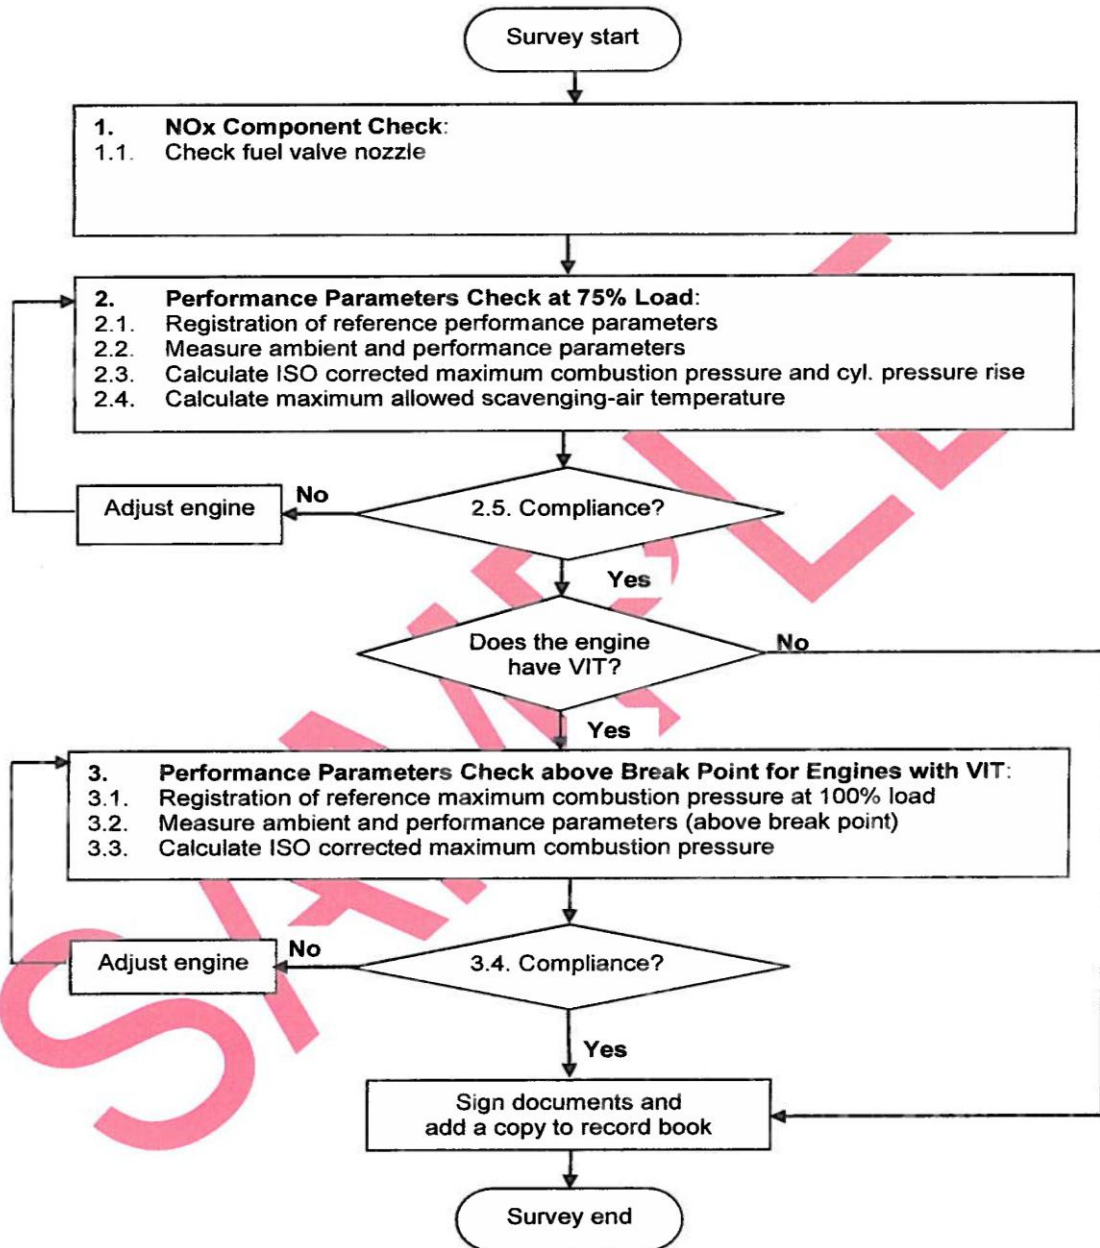 Survey start
1. NOx Component Check:
1.1. Check fuel valve nozzle
2. Performance Parameters Check at 75% Load:
2.1. Registration of reference performance parameters
2.2. Measure ambient and performance parameters
2.3. Calculate ISO corrected maximum combustion pressure and cyl. pressure rise
2.4. Calculate maximum allowed scavenging-air temperature
Adjust engine
No
2.5. Compliance?
Yes
Does the engine
have VIT?
No
Yes
3. Performance Parameters Check above Break Point for Engines with VIT:
3.1. Registration of reference maximum combustion pressure at 100% load
3.2. Measure ambient and performance parameters (above break point)
3.3. Calculate ISO corrected maximum combustion pressure
Adjust engine
No
3.4. Compliance?
Yes
Sign documents and
add a copy to record book
Survey end
SAMPLE